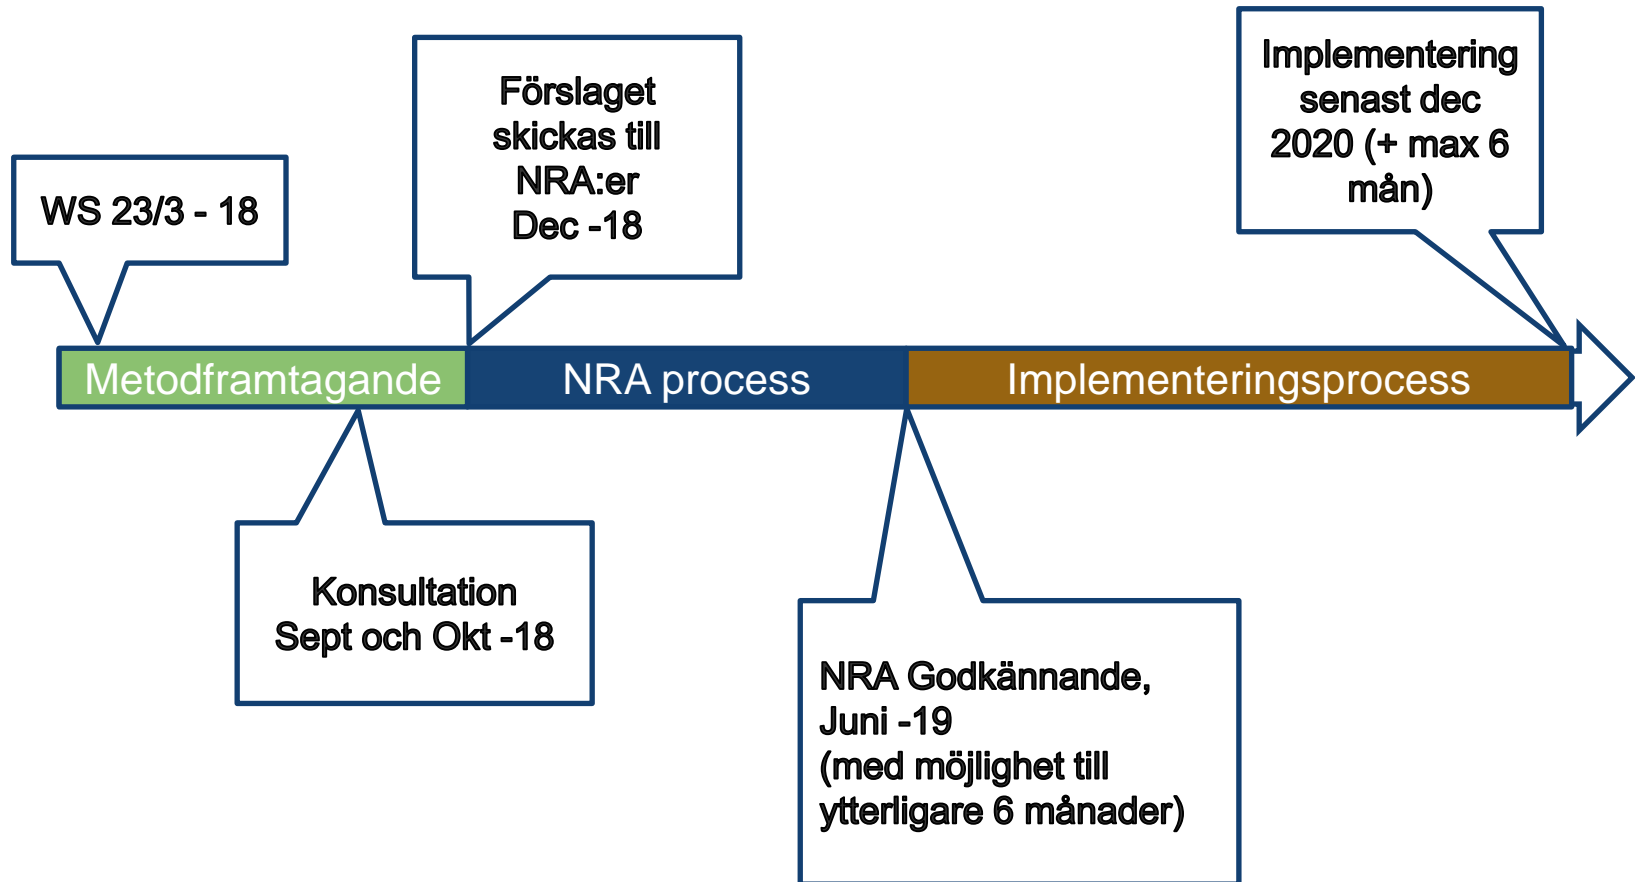 WS 23/3 - 18
Förslaget
skickas till
NRA:er
Dec -18
Implementering
senast dec
2020 (+ max 6
mån)
Metodframtagande
NRA process
Implementeringsprocess
Konsultation
Sept och Okt -18
NRA Godkännande,
Juni -19
(med möjlighet till
ytterligare 6 månader)